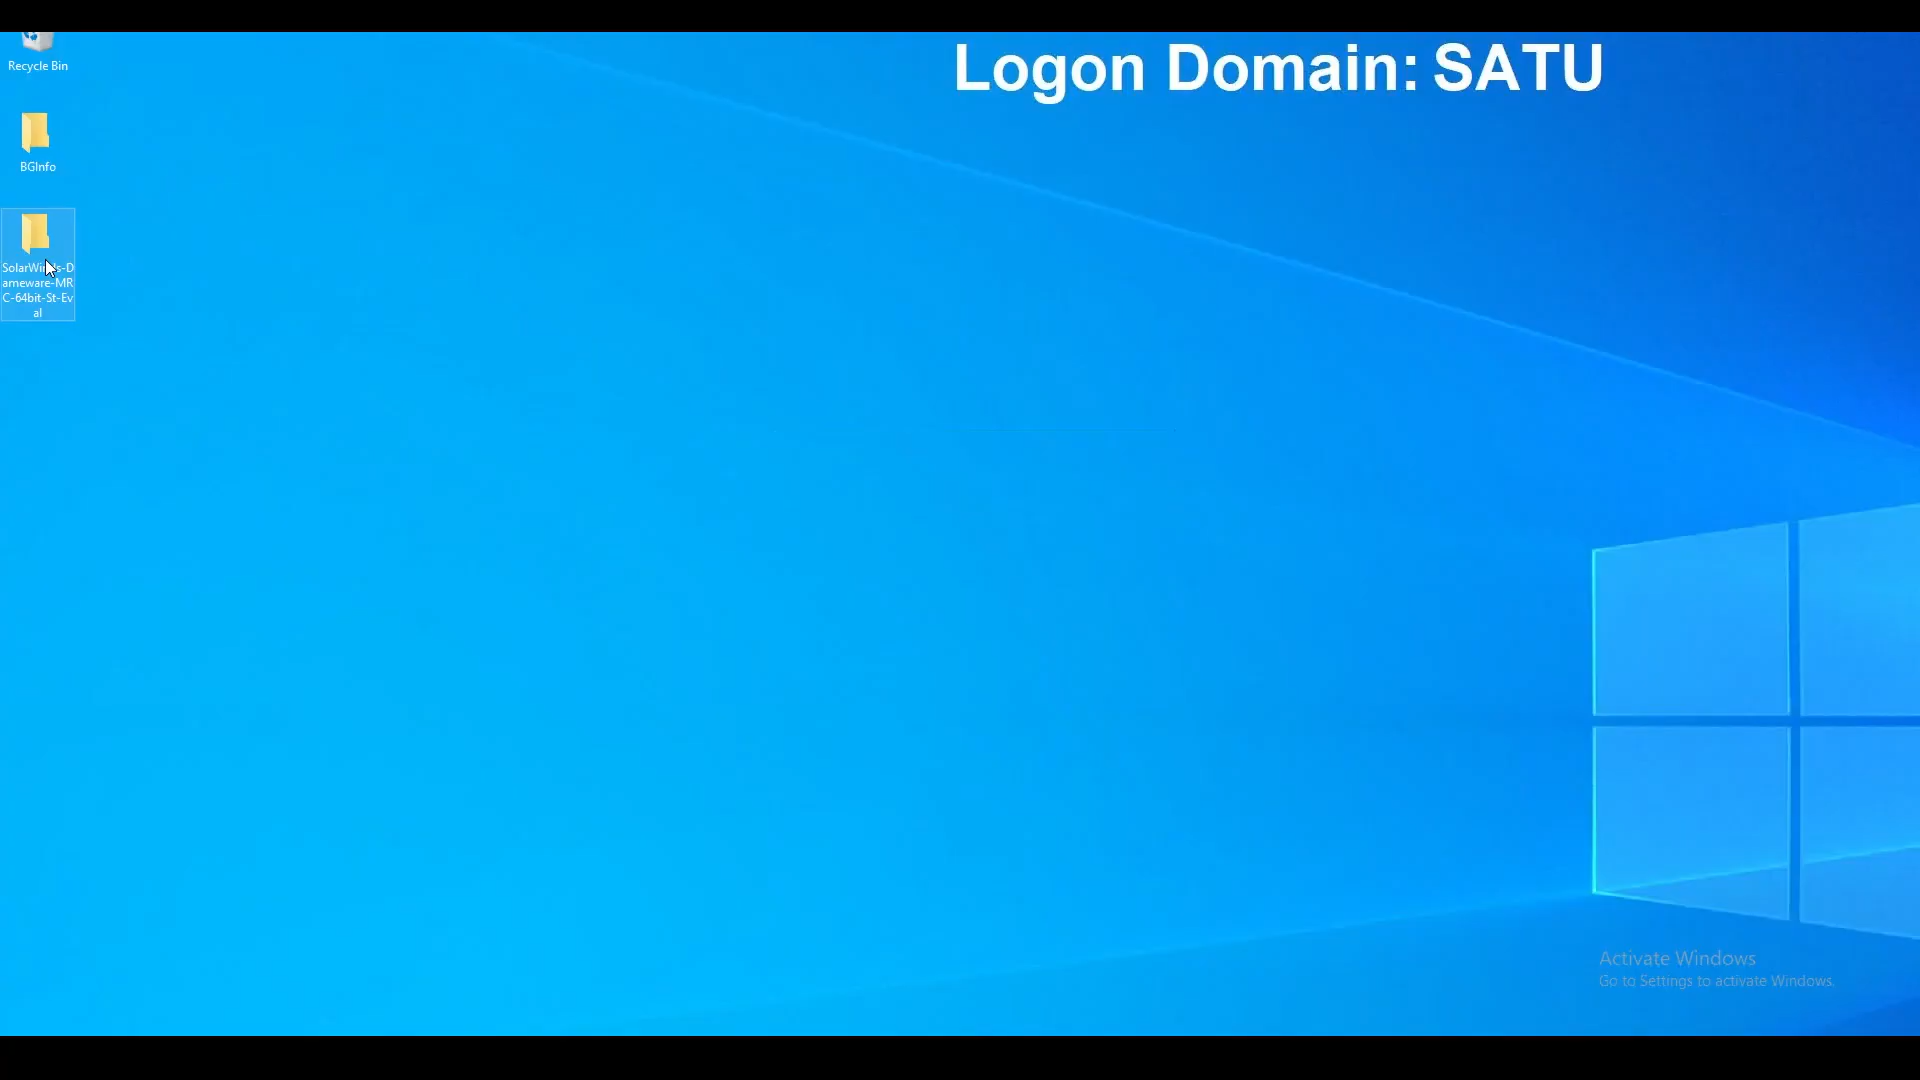 Recycle Bin
Logon Domain: SATU
BGInfo
SolarWinds-D
ameware-MR
C-64bit-St-Ev
al
Activate Windows
Go to Settings to activate Windows.